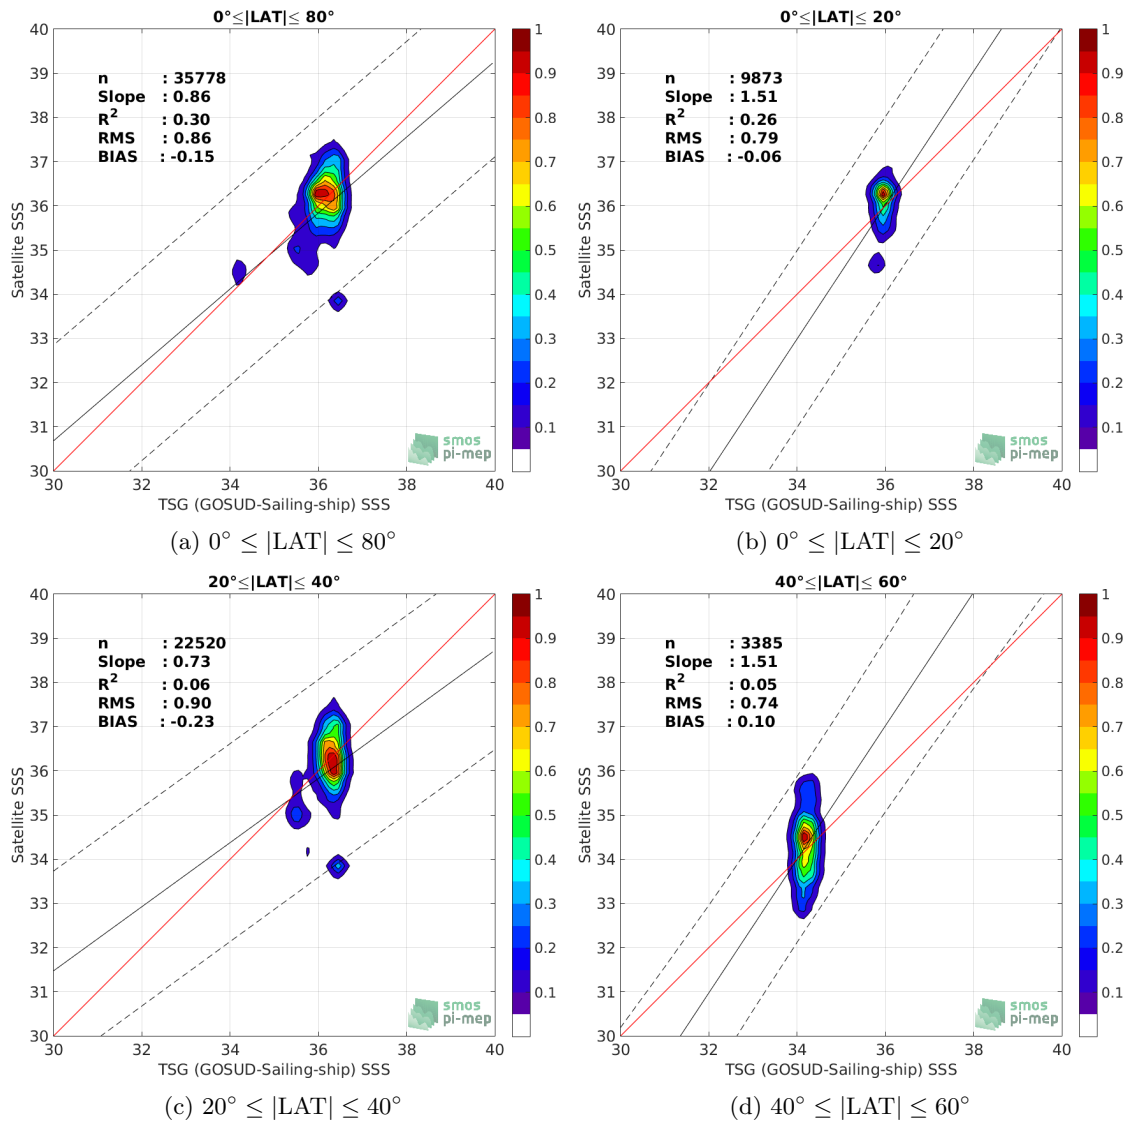 0°≤|LAT|≤ 80°
n : 35778
Slope : 0.86
R2 : 0.30
RMS : 0.86
BIAS : -0.15
40
39
38
37
36
35
34
33
32
31
30
Satellite SSS
30 32 34 36 38 40
TSG (GOSUD-Sailing-ship) SSS
1
0.9
0.8
0.7
0.6
0.5
0.4
0.3
0.2
0.1
smos
pi-mep
(a) 0° ≤ |LAT| ≤ 80°
0°≤|LAT|≤ 20°
n : 9873
Slope : 1.51
R2 : 0.26
RMS : 0.79
BIAS : -0.06
40
39
38
37
36
35
34
33
32
31
30
Satellite SSS
30 32 34 36 38 40
TSG (GOSUD-Sailing-ship) SSS
1
0.9
0.8
0.7
0.6
0.5
0.4
0.3
0.2
0.1
smos
pi-mep
(b) 0° ≤ |LAT| ≤ 20°
20°≤|LAT|≤ 40°
n : 22520
Slope : 0.73
R2 : 0.06
RMS : 0.90
BIAS : -0.23
40
39
38
37
36
35
34
33
32
31
30
Satellite SSS
30 32 34 36 38 40
TSG (GOSUD-Sailing-ship) SSS
1
0.9
0.8
0.7
0.6
0.5
0.4
0.3
0.2
0.1
smos
pi-mep
(c) 20° ≤ |LAT| ≤ 40°
40°≤|LAT|≤ 60°
n : 3385
Slope : 1.51
R2 : 0.05
RMS : 0.74
BIAS : 0.10
40
39
38
37
36
35
34
33
32
31
30
Satellite SSS
30 32 34 36 38 40
TSG (GOSUD-Sailing-ship) SSS
1
0.9
0.8
0.7
0.6
0.5
0.4
0.3
0.2
0.1
smos
pi-mep
(d) 40° ≤ |LAT| ≤ 60°